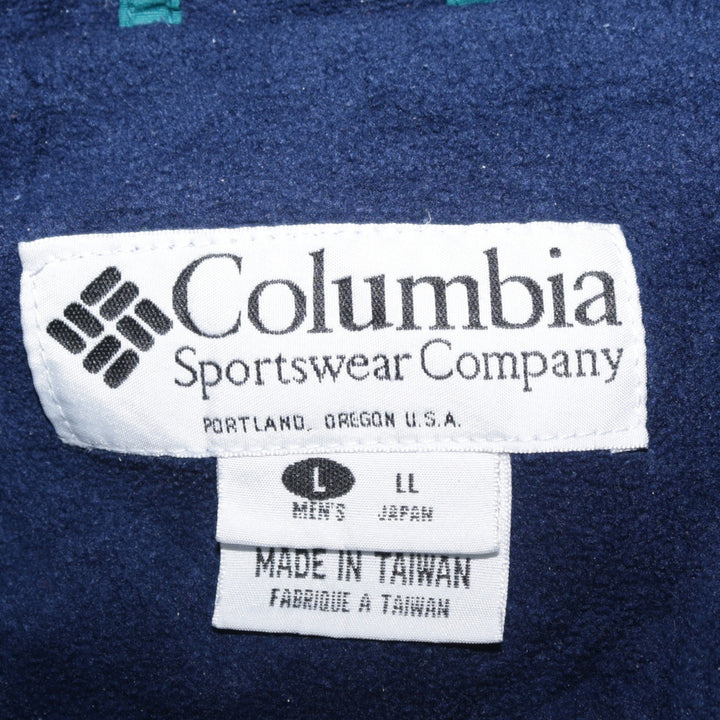 Columbia
Sportswear Company
PORTLAND, OREGON U.S.A.
L LL
MEN'S JAPAN
MADE IN TAIWAN
FABRIQUE A TAIWAN